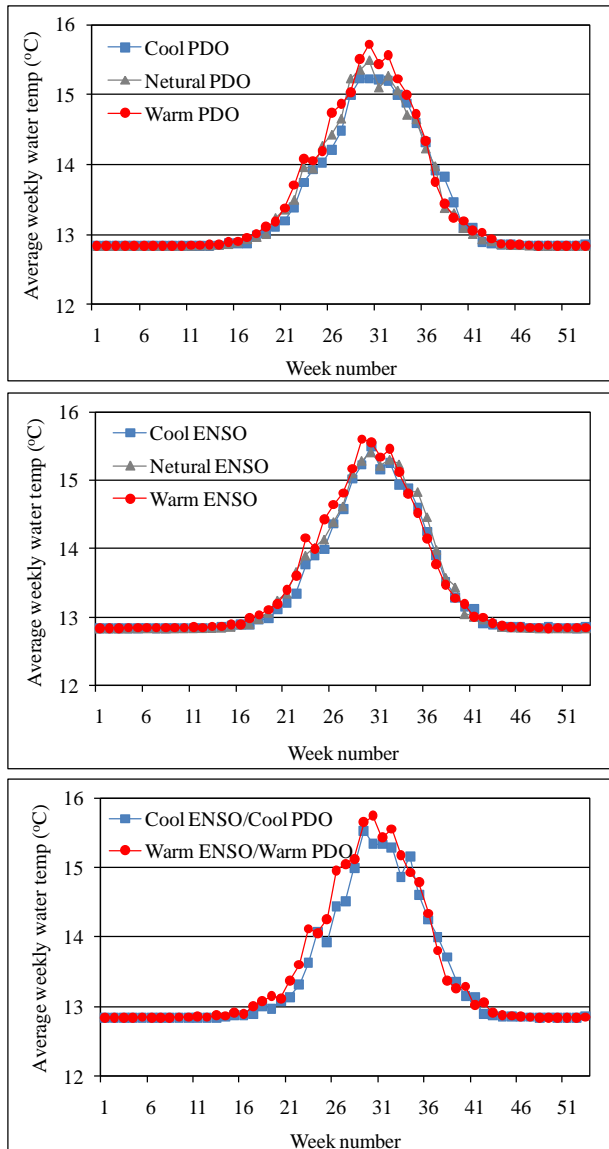 16
Cool PDO
Netural PDO
Warm PDO
15
14
13
12
1 6 11 16 21 26 31 36 41 46 51
Average weekly water temp (°C)
Week number
16
Cool ENSO
Netural ENSO
Warm ENSO
15
14
13
12
1 6 11 16 21 26 31 36 41 46 51
Average weekly water temp (°C)
Week number
16
Cool ENSO/Cool PDO
Warm ENSO/Warm PDO
15
14
13
12
1 6 11 16 21 26 31 36 41 46 51
Average weekly water temp (°C)
Week number